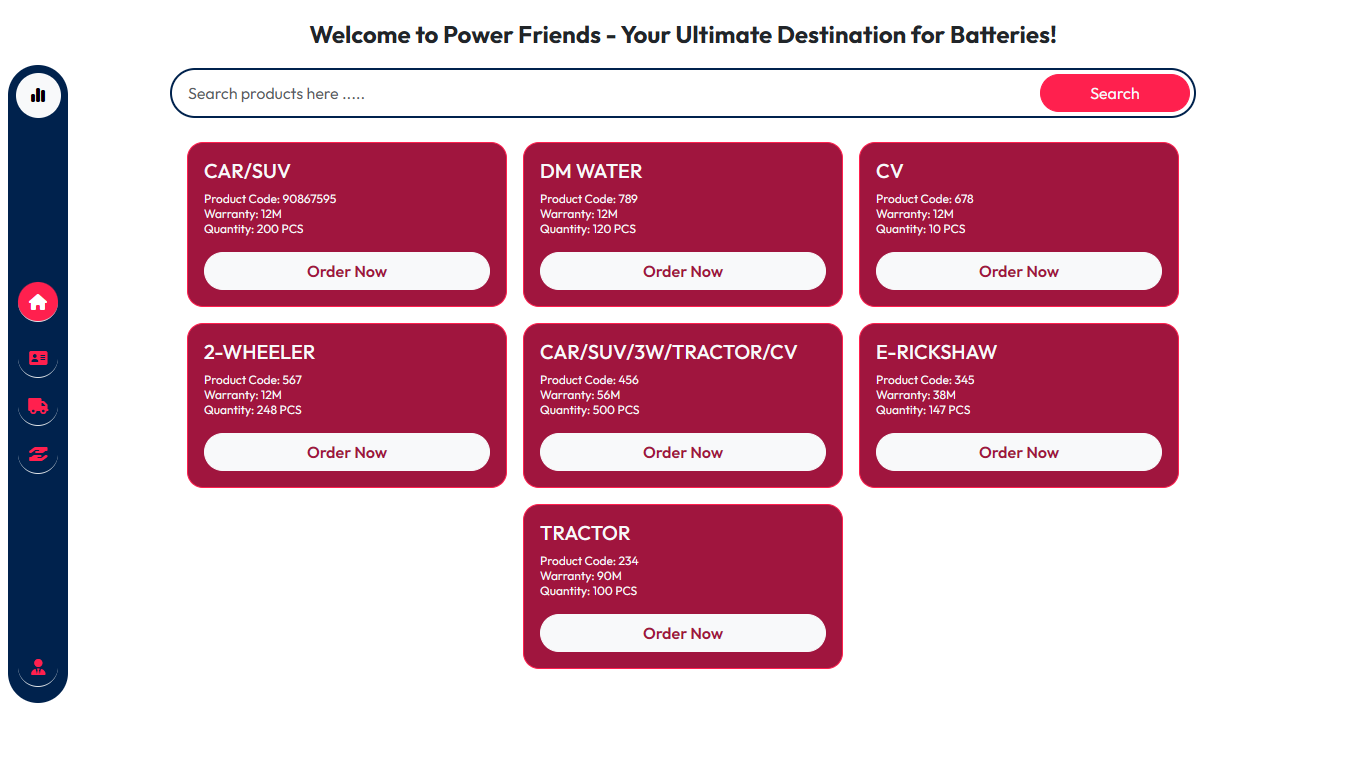 Welcome to Power Friends - Your Ultimate Destination for Batteries!
Search products here .....
Search
CAR/SUV
Product Code: 90867595
Warranty: 12M
Quantity: 200 PCS
Order Now
DM WATER
Product Code: 789
Warranty: 12M
Quantity: 120 PCS
Order Now
CV
Product Code: 678
Warranty: 12M
Quantity: 10 PCS
Order Now
2-WHEELER
Product Code: 567
Warranty: 12M
Quantity: 248 PCS
Order Now
CAR/SUV/3W/TRACTOR/CV
Product Code: 456
Warranty: 56M
Quantity: 500 PCS
Order Now
E-RICKSHAW
Product Code: 345
Warranty: 38M
Quantity: 147 PCS
Order Now
TRACTOR
Product Code: 234
Warranty: 90M
Quantity: 100 PCS
Order Now